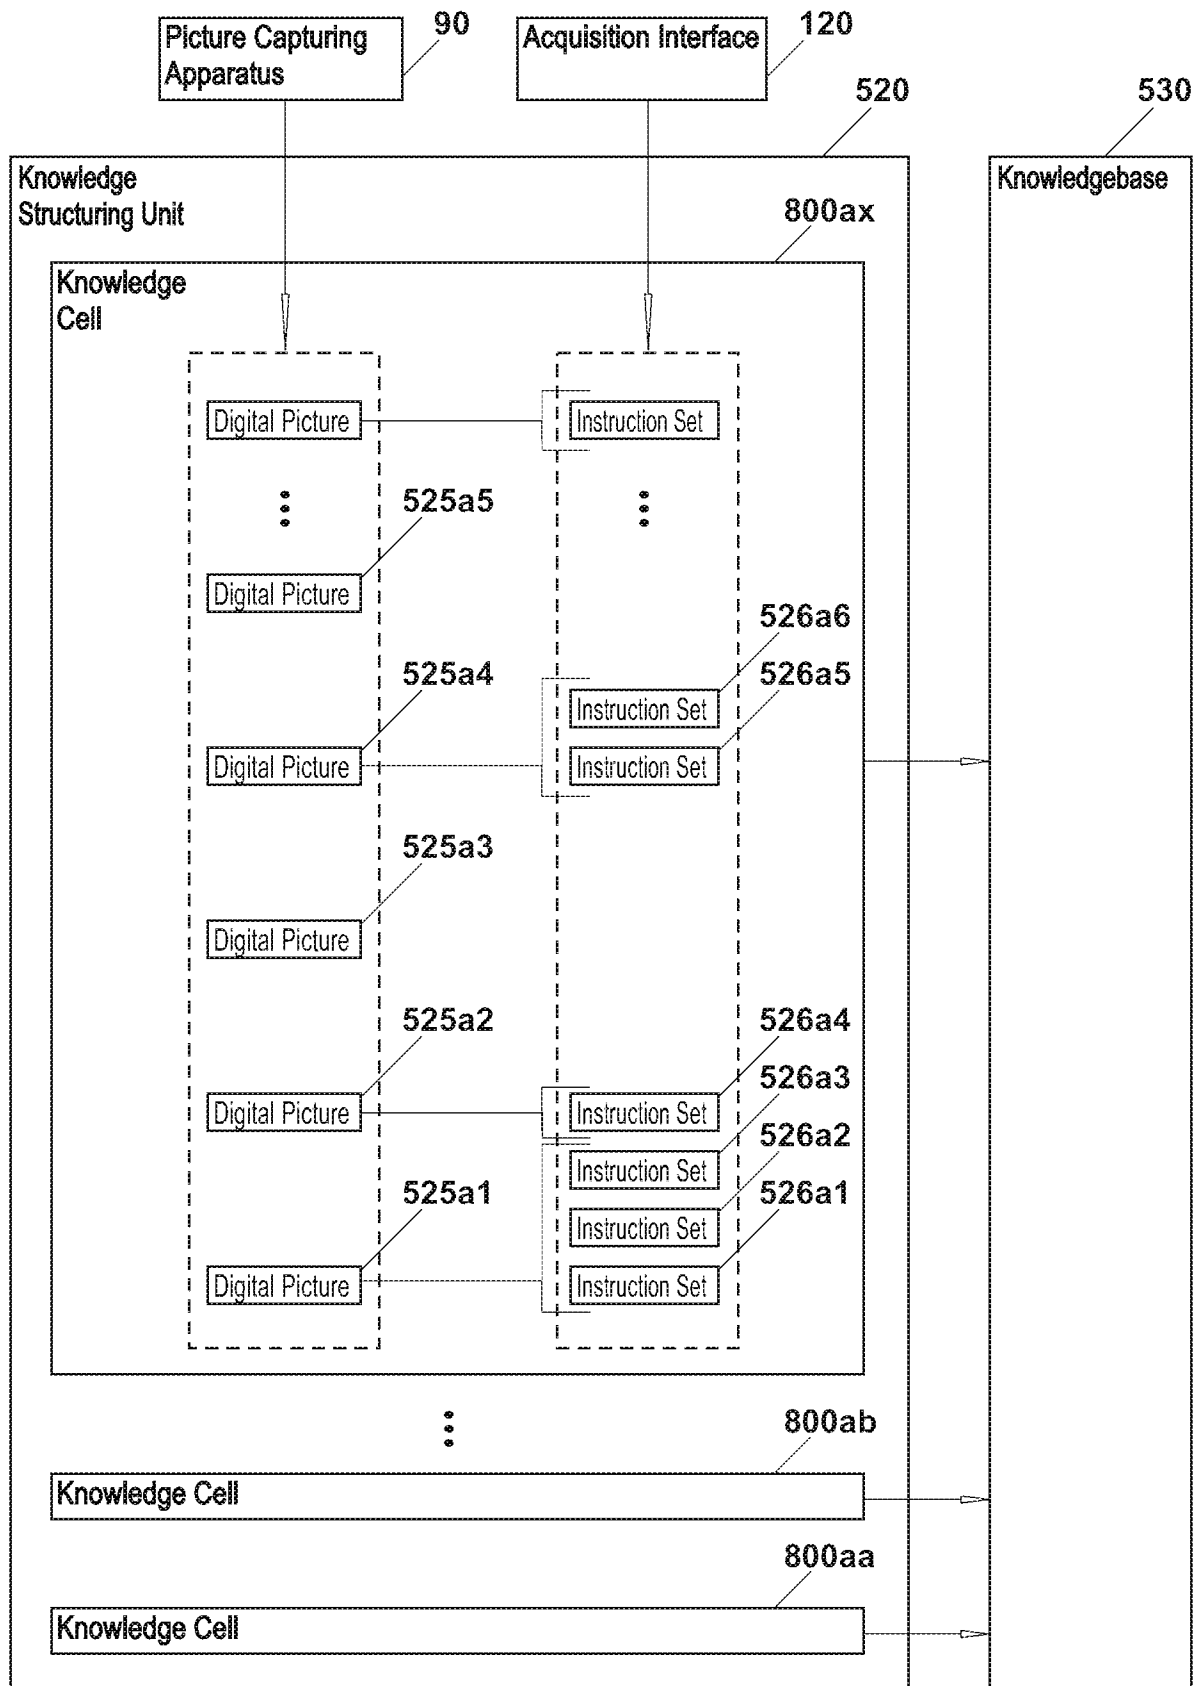 90
120
Picture Capturing
Apparatus
Acquisition Interface
520
530
Knowledge
Structuring Unit
Knowledgebase
800ax
Knowledge
Cell
Digital Picture
Instruction Set
525a5
Digital Picture
526a6
525a4
526a5
Instruction Set
Digital Picture
Instruction Set
525a3
Digital Picture
525a2
526a4
526a3
Digital Picture
Instruction Set
526a2
Instruction Set
525a1
526a1
Instruction Set
Digital Picture
Instruction Set
800ab
Knowledge Cell
800aa
Knowledge Cell